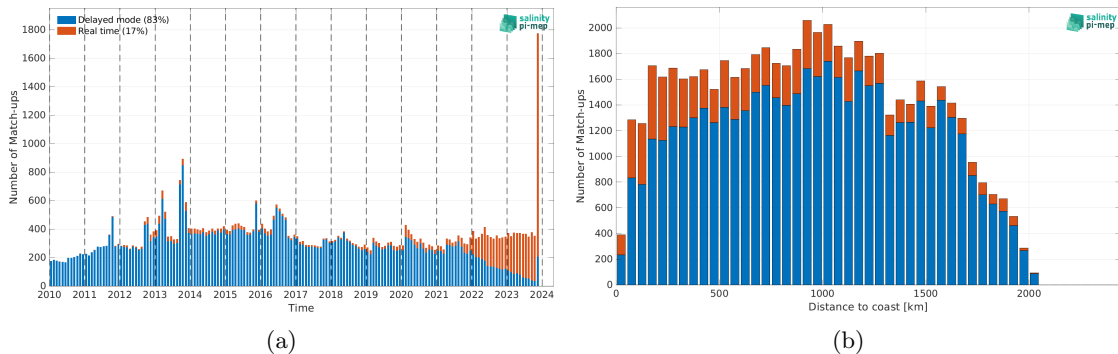 Delayed mode (83%)
Real time (17%)
salinity
pi-mep
1800
1600
1400
1200
1000
800
600
400
200
0
Number of Match-ups
2010 2011 2012 2013 2014 2015 2016 2017 2018 2019 2020 2021 2022 2023 2024
Time
(a)
salinity
pi-mep
2000
1800
1600
1400
1200
1000
800
600
400
200
0
Number of Match-ups
0 500 1000 1500 2000
Distance to coast [km]
(b)